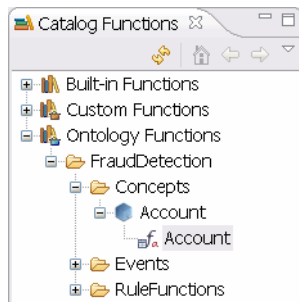 Catalog Functions
Built-in Functions
Custom Functions
Ontology Functions
FraudDetection
Concepts
Account
Account
Events
RuleFunctions